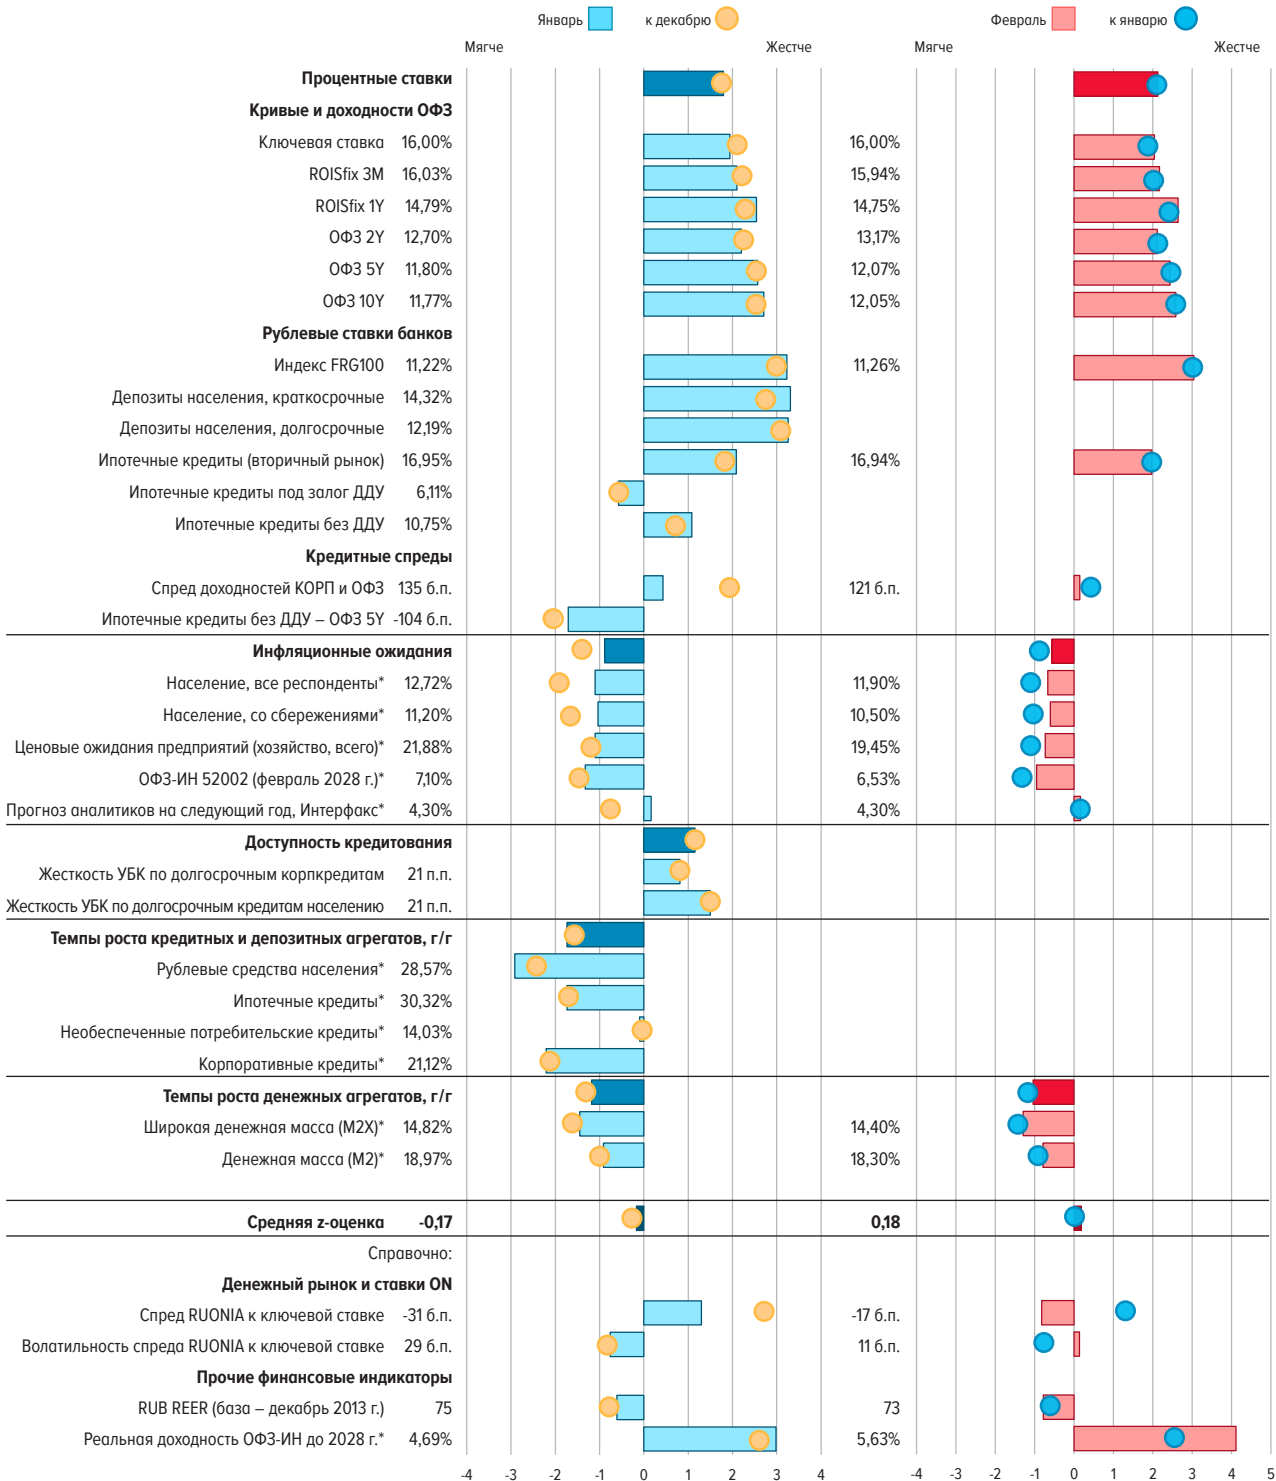 Январь к декабрю Февраль к январю
Мягче Жестче Мягче Жестче
Процентные ставки
Кривые и доходности ОФЗ
Ключевая ставка 16,00% 16,00%
ROISfix 3M 16,03% 15,94%
ROISfix 1Y 14,79% 14,75%
ОФЗ 2Y 12,70% 13,17%
ОФЗ 5Y 11,80% 12,07%
ОФЗ 10Y 11,77% 12,05%
Рублевые ставки банков
Индекс FRG100 11,22% 11,26%
Депозиты населения, краткосрочные 14,32%
Депозиты населения, долгосрочные 12,19%
Ипотечные кредиты (вторичный рынок) 16,95% 16,94%
Ипотечные кредиты под залог ДДУ 6,11%
Ипотечные кредиты без ДДУ 10,75%
Кредитные спреды
Спред доходностей КОРП и ОФЗ 135 б.п. 121 б.п.
Ипотечные кредиты без ДДУ – ОФЗ 5Y -104 б.п.
Инфляционные ожидания
Население, все респонденты* 12,72% 11,90%
Население, со сбережениями* 11,20% 10,50%
Ценовые ожидания предприятий (хозяйство, всего)* 21,88% 19,45%
ОФЗ-ИН 52002 (февраль 2028 г.)* 7,10% 6,53%
Прогноз аналитиков на следующий год, Интерфакс* 4,30% 4,30%
Доступность кредитования
Жесткость УБК по долгосрочным корпкредитам 21 п.п.
Жесткость УБК по долгосрочным кредитам населению 21 п.п.
Темпы роста кредитных и депозитных агрегатов, г/г
Рублевые средства населения* 28,57%
Ипотечные кредиты* 30,32%
Необеспеченные потребительские кредиты* 14,03%
Корпоративные кредиты* 21,12%
Темпы роста денежных агрегатов, г/г
Широкая денежная масса (М2Х)* 14,82% 14,40%
Денежная масса (М2)* 18,97% 18,30%
Средняя z-оценка -0,17 0,18
Справочно:
Денежный рынок и ставки ON
Спред RUONIA к ключевой ставке -31 б.п. -17 б.п.
Волатильность спреда RUONIA к ключевой ставке 29 б.п. 11 б.п.
Прочие финансовые индикаторы
RUB REER (база – декабрь 2013 г.) 75 73
Реальная доходность ОФЗ-ИН до 2028 г.* 4,69% 5,63%
-4 -3 -2 -1 0 1 2 3 4 -4 -3 -2 -1 0 1 2 3 4 5